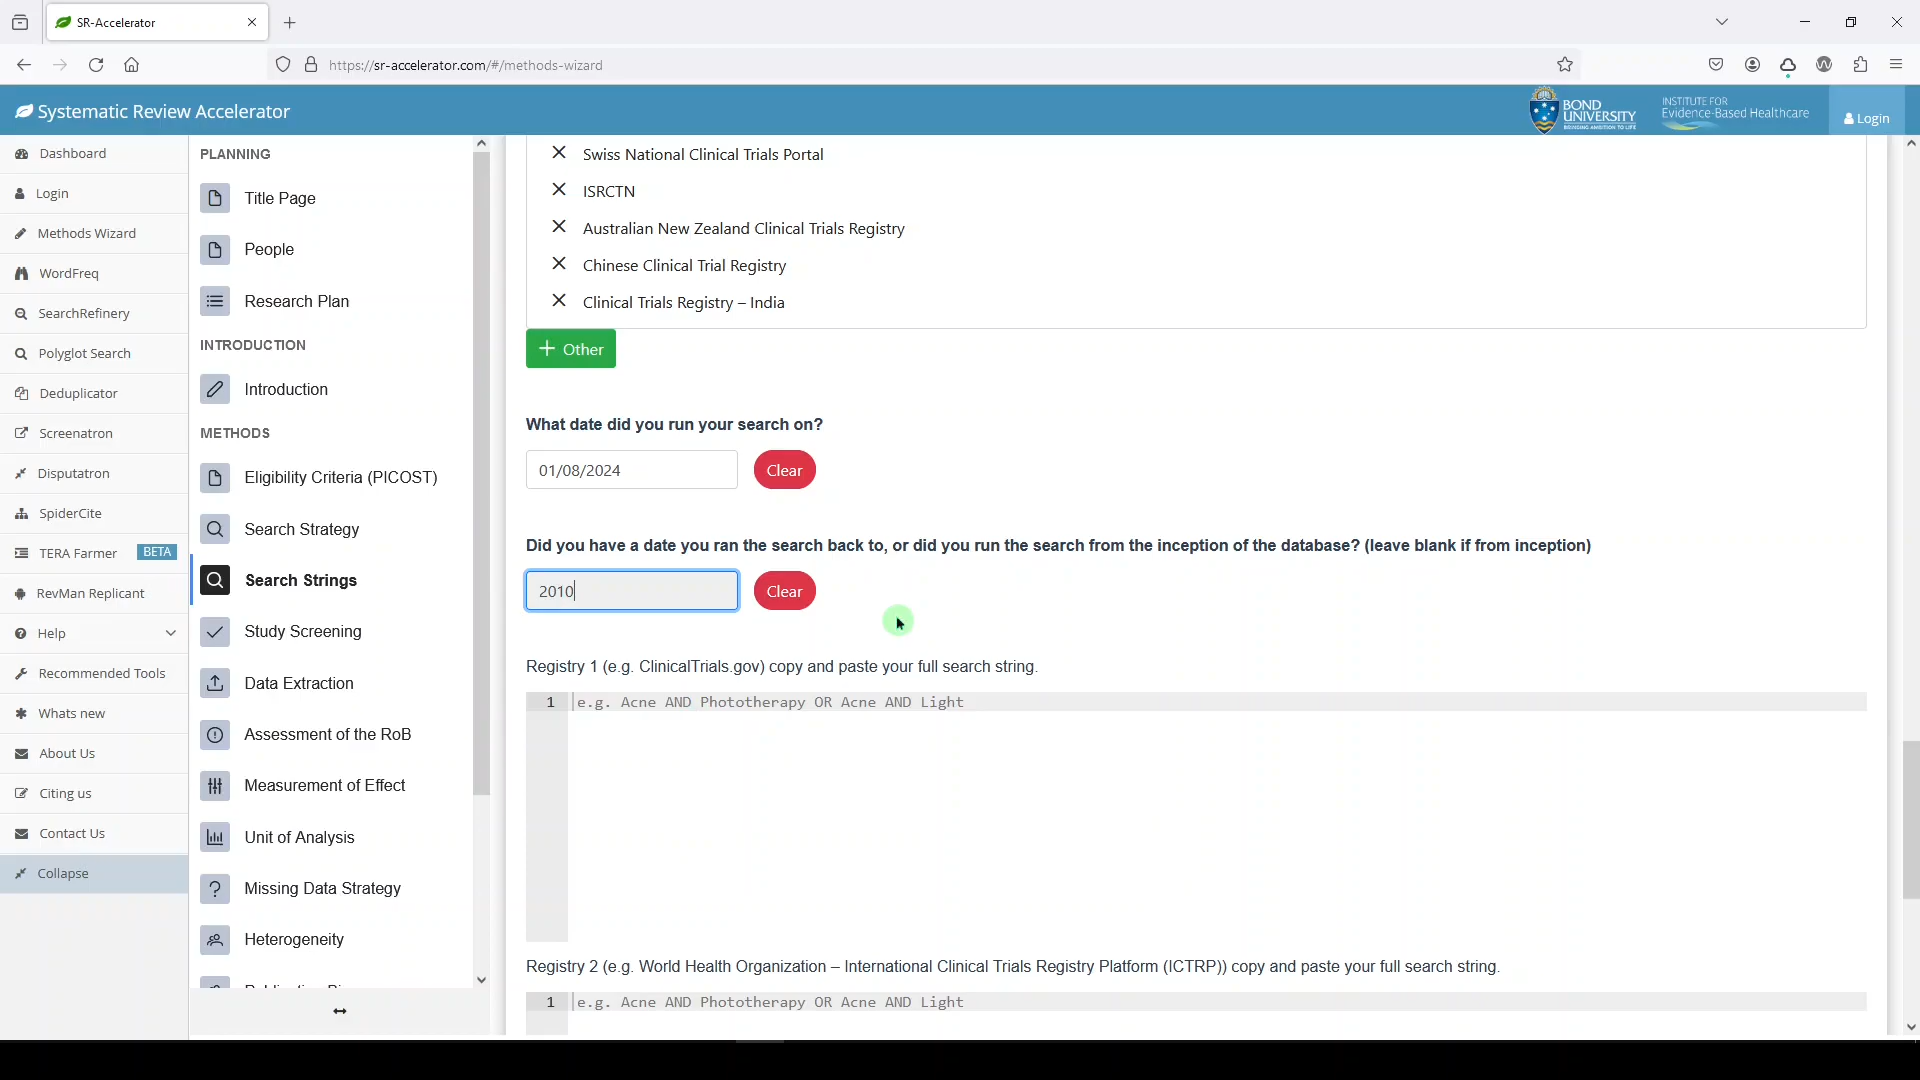 SR-Accelerator
https://sr-accelerator.com/#/methods-wizard
Systematic Review Accelerator
BOND UNIVERSITY
BRINGING AMBITION TO LIFE
INSTITUTE FOR
Evidence-Based Healthcare
Login
Dashboard
Login
Methods Wizard
WordFreq
SearchRefinery
Polyglot Search
Deduplicator
Screenatron
Disputatron
SpiderCite
TERA Farmer BETA
RevMan Replicant
Help
Recommended Tools
Whats new
About Us
Citing us
Contact Us
Collapse
PLANNING
Title Page
People
Research Plan
INTRODUCTION
Introduction
METHODS
Eligibility Criteria (PICOST)
Search Strategy
Search Strings
Study Screening
Data Extraction
Assessment of the RoB
Measurement of Effect
Unit of Analysis
Missing Data Strategy
Heterogeneity
Swiss National Clinical Trials Portal
ISRCTN
Australian New Zealand Clinical Trials Registry
Chinese Clinical Trial Registry
Clinical Trials Registry – India
+ Other
What date did you run your search on?
01/08/2024 Clear
Did you have a date you ran the search back to, or did you run the search from the inception of the database? (leave blank if from inception)
2010 Clear
Registry 1 (e.g. ClinicalTrials.gov) copy and paste your full search string.
1 e.g. Acne AND Phototherapy OR Acne AND Light
Registry 2 (e.g. World Health Organization – International Clinical Trials Registry Platform (ICTRP)) copy and paste your full search string.
1 e.g. Acne AND Phototherapy OR Acne AND Light